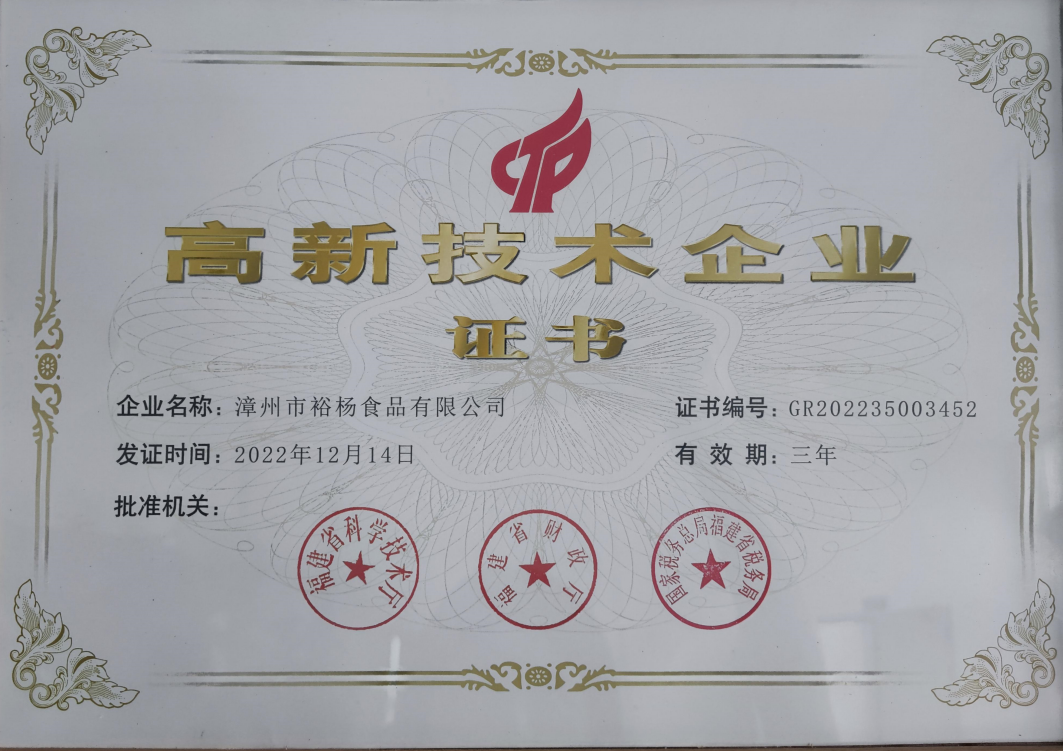 CTP
高新技术企业
证书
企业名称：漳州市裕杨食品有限公司
证书编号：GR202235003452
发证时间：2022年12月14日
有 效 期：三年
批准机关：
福建省科学技术厅
福建省财政厅
国家税务总局福建省税务局